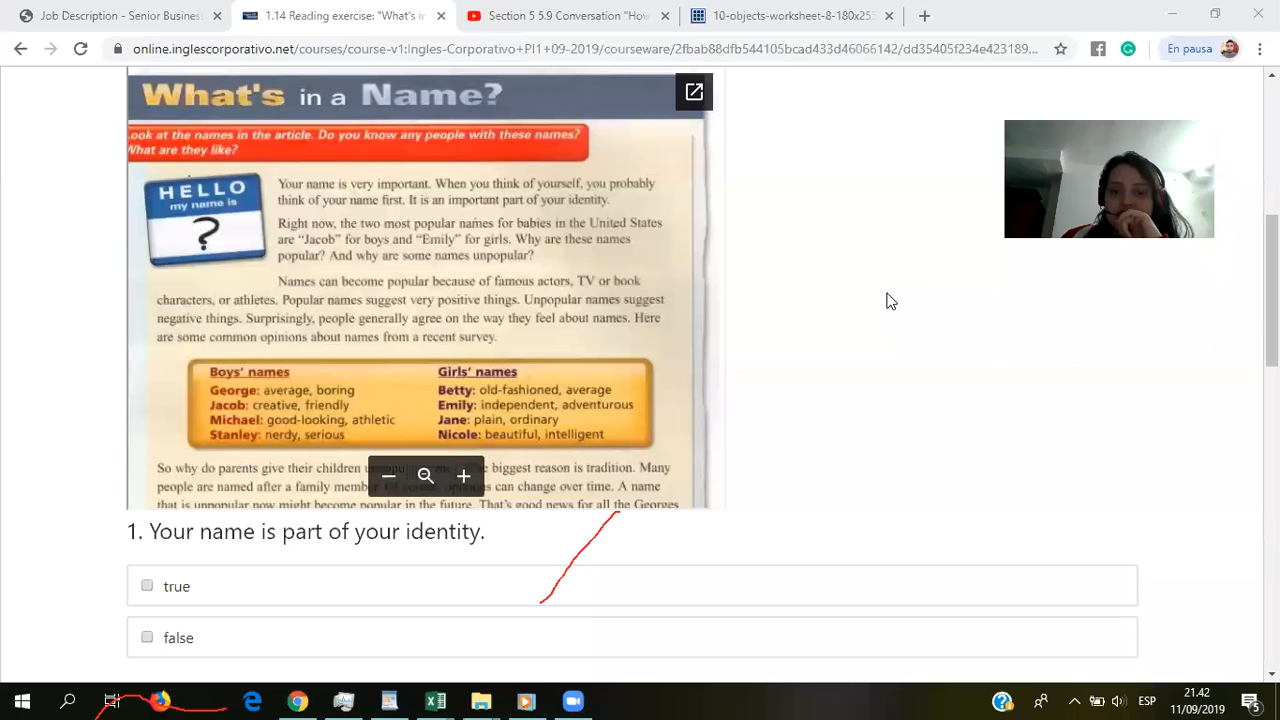 Job Description - Senior Business
1.14 Reading exercise: "What's in
Section 5 5.9 Conversation "How
10-objects-worksheet-8-180x255
online.inglescorporativo.net/courses/course-v1:Ingles-Corporativo+PI1+09-2019/courseware/2fbab88dfb544105bcad433d46066142/dd35405f234e423189...
En pausa
What's in a Name?
Look at the names in the article. Do you know any people with these names?
What are they like?
HELLO
my name is
?
Your name is very important. When you think of yourself, you probably
think of your name first. It is an important part of your identity.
Right now, the two most popular names for babies in the United States
are "Jacob" for boys and "Emily" for girls. Why are these names
popular? And why are some names unpopular?
Names can become popular because of famous actors, TV or book
characters, or athletes. Popular names suggest very positive things. Unpopular names suggest
negative things. Surprisingly, people generally agree on the way they feel about names. Here
are some common opinions about names from a recent survey.
Boys' names
George: average, boring
Jacob: creative, friendly
Michael: good-looking, athletic
Stanley: nerdy, serious
Girls' names
Betty: old-fashioned, average
Emily: independent, adventurous
Jane: plain, ordinary
Nicole: beautiful, intelligent
So why do parents give their children biggest reason is tradition. Many
people are named after a family member. can change over time. A name
that is unpopular now might become popular in the future. That's good news for all the Georges
1. Your name is part of your identity.
true
false
ESP
21.42
11/09/2019
5